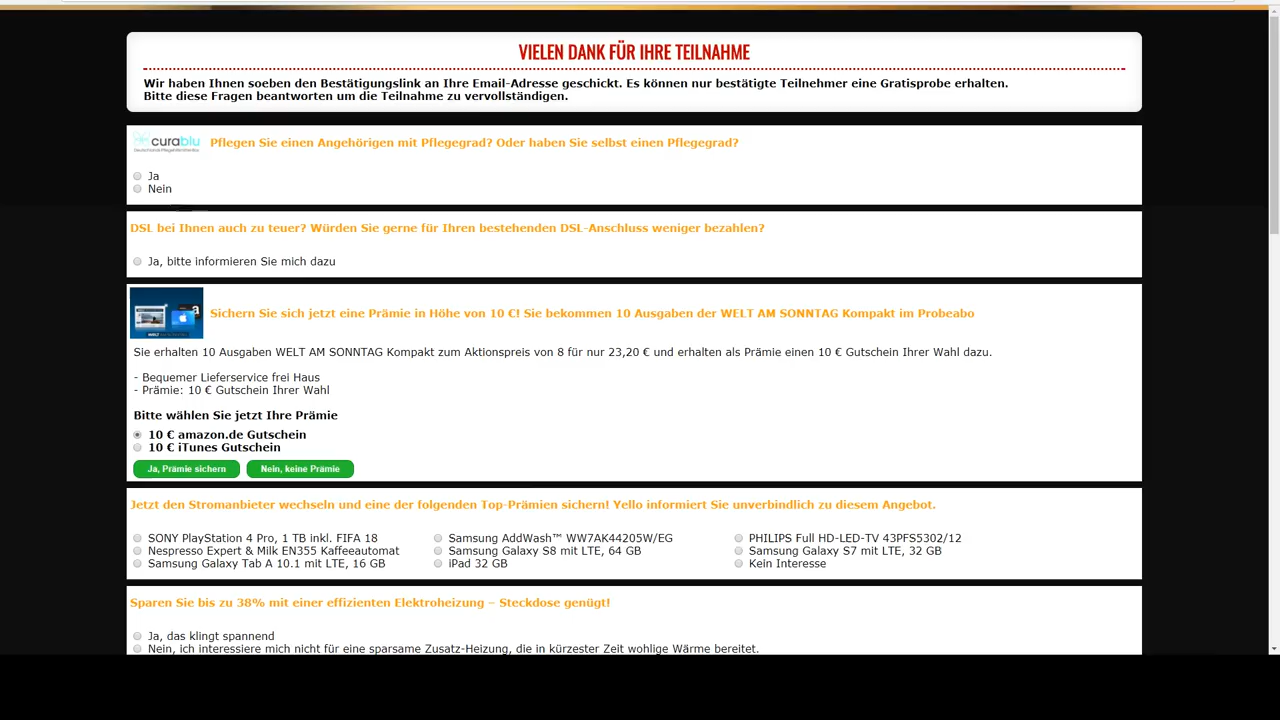 VIELEN DANK FÜR IHRE TEILNAHME
Wir haben Ihnen soeben den Bestätigungslink an Ihre Email-Adresse geschickt. Es können nur bestätigte Teilnehmer eine Gratisprobe erhalten.
Bitte diese Fragen beantworten um die Teilnahme zu vervollständigen.
curablu
Pflegen Sie einen Angehörigen mit Pflegegrad? Oder haben Sie selbst einen Pflegegrad?
Ja
Nein
DSL bei Ihnen auch zu teuer? Würden Sie gerne für Ihren bestehenden DSL-Anschluss weniger bezahlen?
Ja, bitte informieren Sie mich dazu
Sichern Sie sich jetzt eine Prämie in Höhe von 10 €! Sie bekommen 10 Ausgaben der WELT AM SONNTAG Kompakt im Probeabo
Sie erhalten 10 Ausgaben WELT AM SONNTAG Kompakt zum Aktionspreis von 8 für nur 23,20 € und erhalten als Prämie einen 10 € Gutschein Ihrer Wahl dazu.
- Bequemer Lieferservice frei Haus
- Prämie: 10 € Gutschein Ihrer Wahl
Bitte wählen Sie jetzt Ihre Prämie
10 € amazon.de Gutschein
10 € iTunes Gutschein
Ja, Prämie sichern Nein, keine Prämie
Jetzt den Stromanbieter wechseln und eine der folgenden Top-Prämien sichern! Yello informiert Sie unverbindlich zu diesem Angebot.
SONY PlayStation 4 Pro, 1 TB inkl. FIFA 18 Samsung AddWash™ WW7AK44205W/EG PHILIPS Full HD-LED-TV 43PFS5302/12
Nespresso Expert & Milk EN355 Kaffeeautomat Samsung Galaxy S8 mit LTE, 64 GB Samsung Galaxy S7 mit LTE, 32 GB
Samsung Galaxy Tab A 10.1 mit LTE, 16 GB iPad 32 GB Kein Interesse
Sparen Sie bis zu 38% mit einer effizienten Elektroheizung – Steckdose genügt!
Ja, das klingt spannend
Nein, ich interessiere mich nicht für eine sparsame Zusatz-Heizung, die in kürzester Zeit wohlige Wärme bereitet.